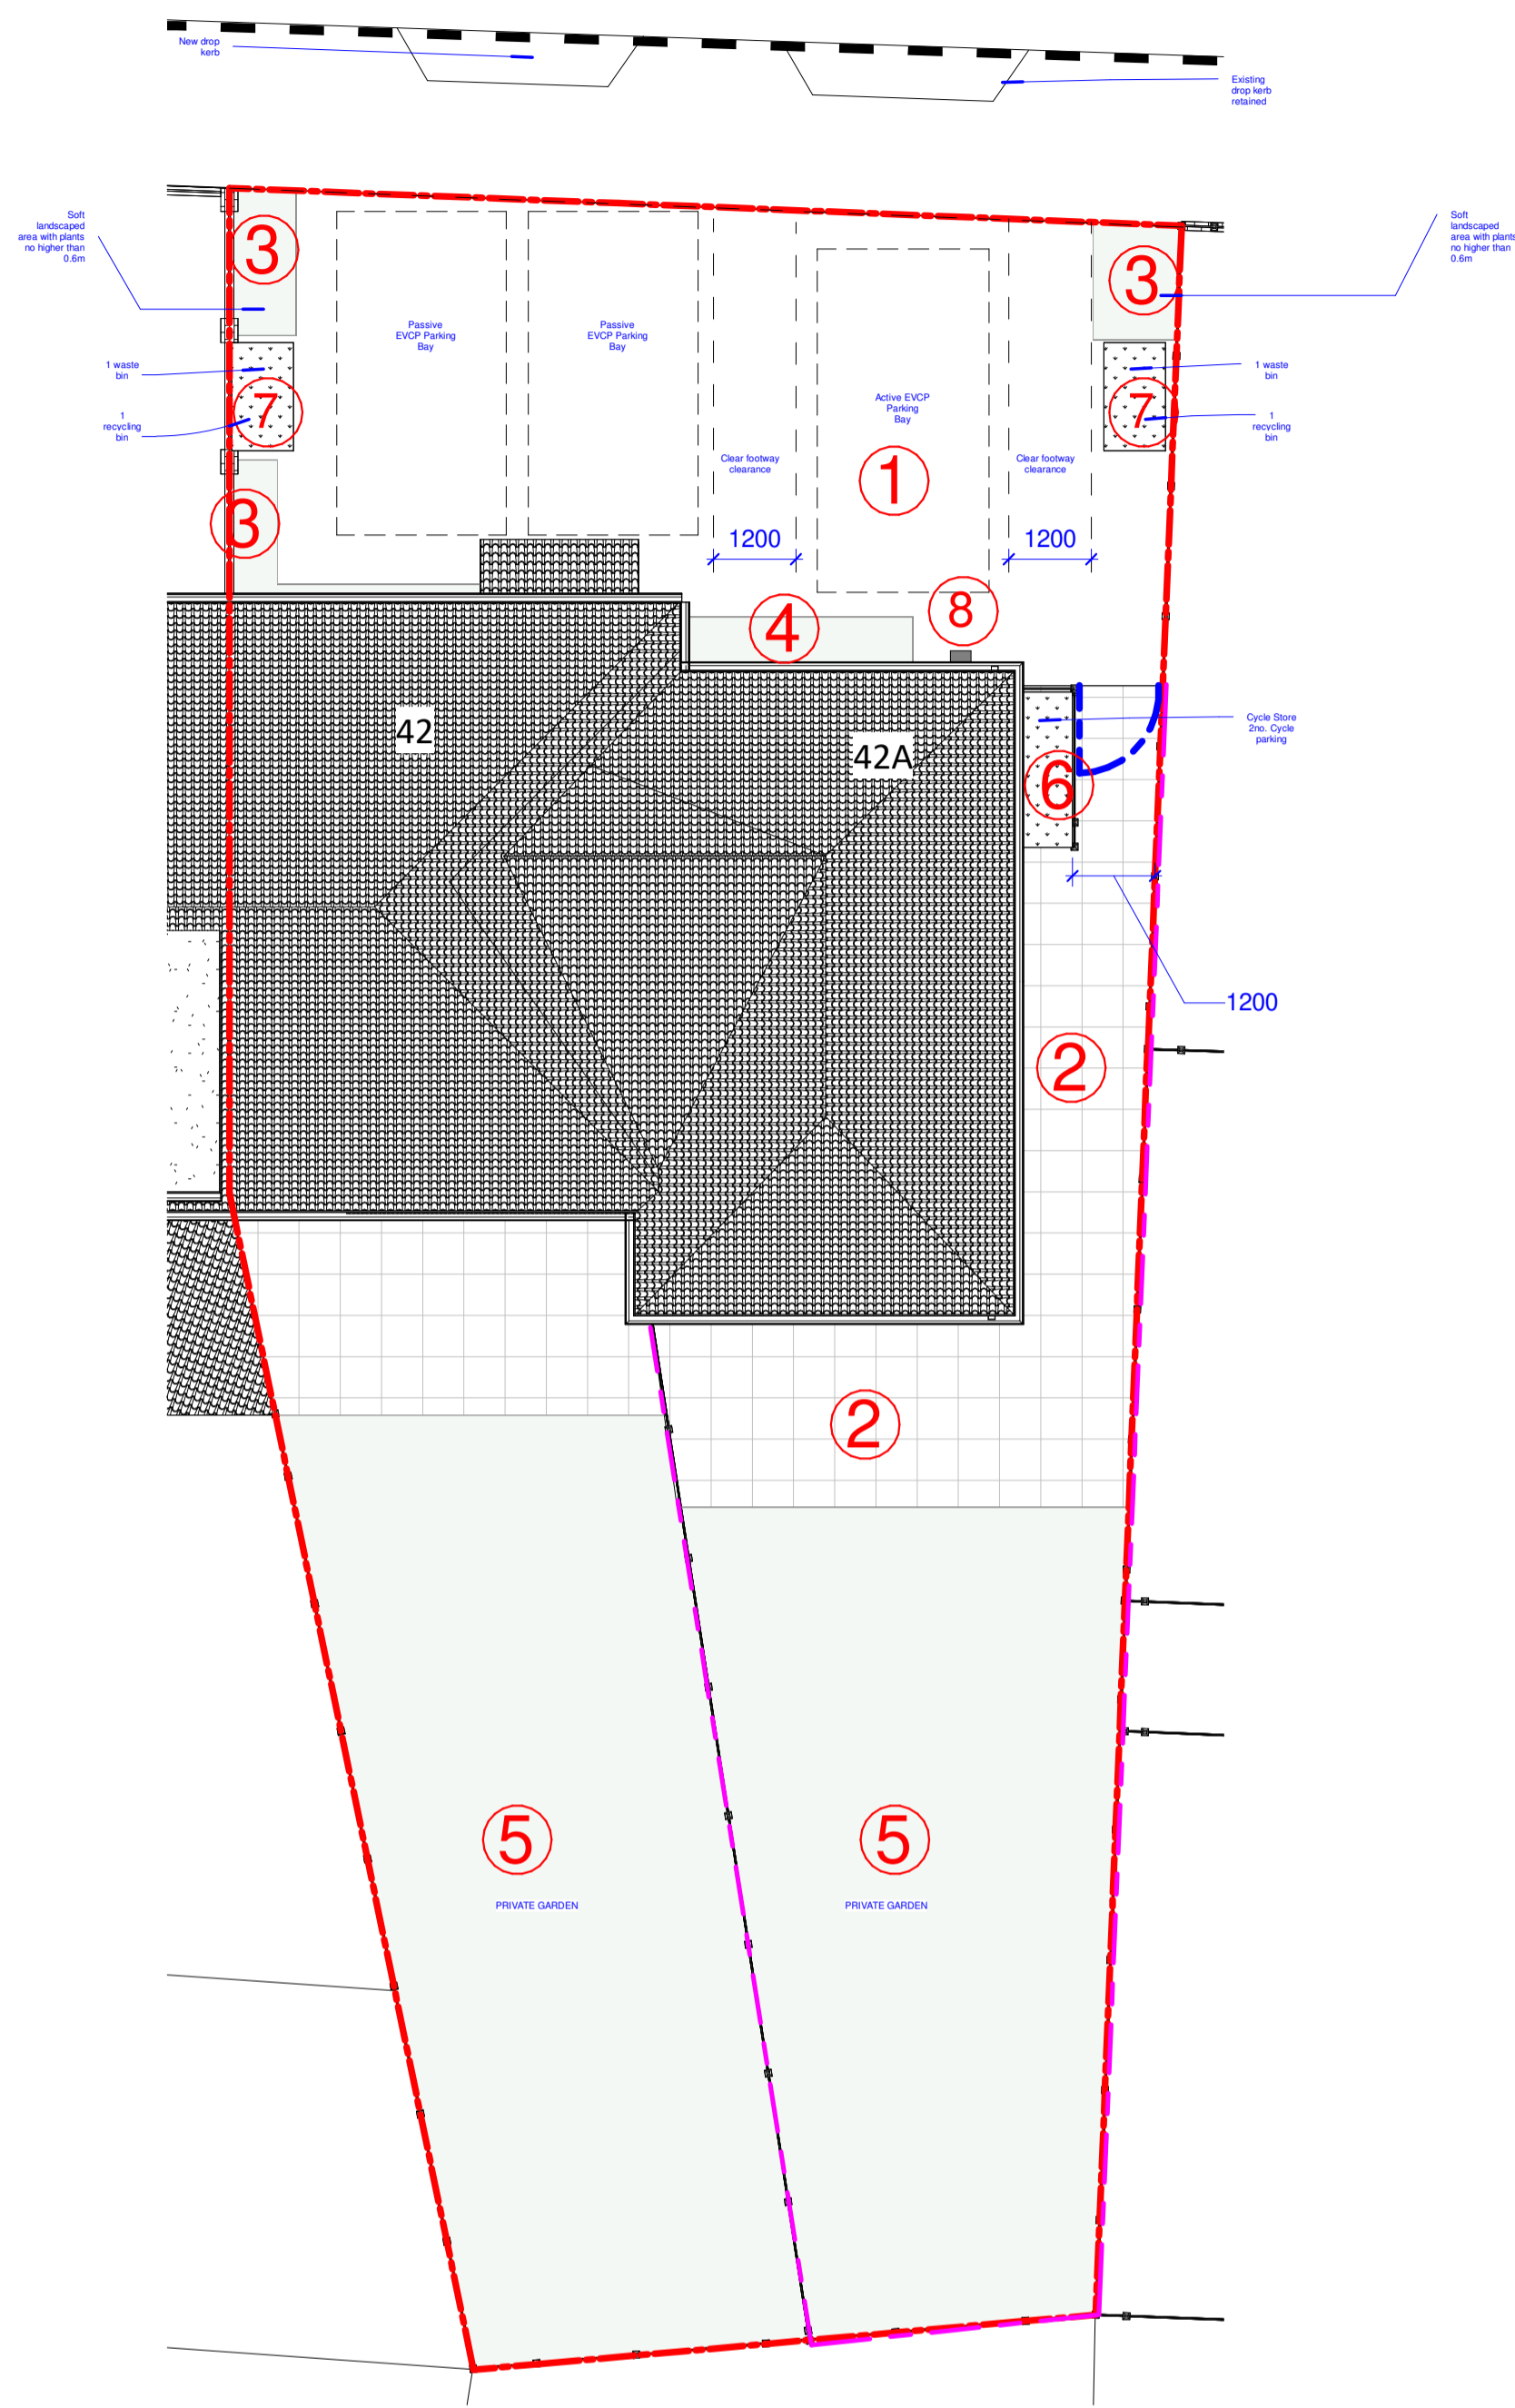 New drop
kerb
Existing
drop kerb
retained
Soft
landscaped
area with plants
no higher than
0.6m
3
3
Soft
landscaped
area with plants
no higher than
0.6m
Passive
EVCP Parking
Bay
Passive
EVCP Parking
Bay
1 waste
bin
1 waste
bin
Active EVCP
Parking
Bay
7
7
1
recycling
bin
1
recycling
bin
Clear footway
clearance
Clear footway
clearance
1
3
1200
1200
8
4
42
42A
Cycle Store
2no. Cycle
parking
6
1200
2
2
5
5
PRIVATE GARDEN
PRIVATE GARDEN